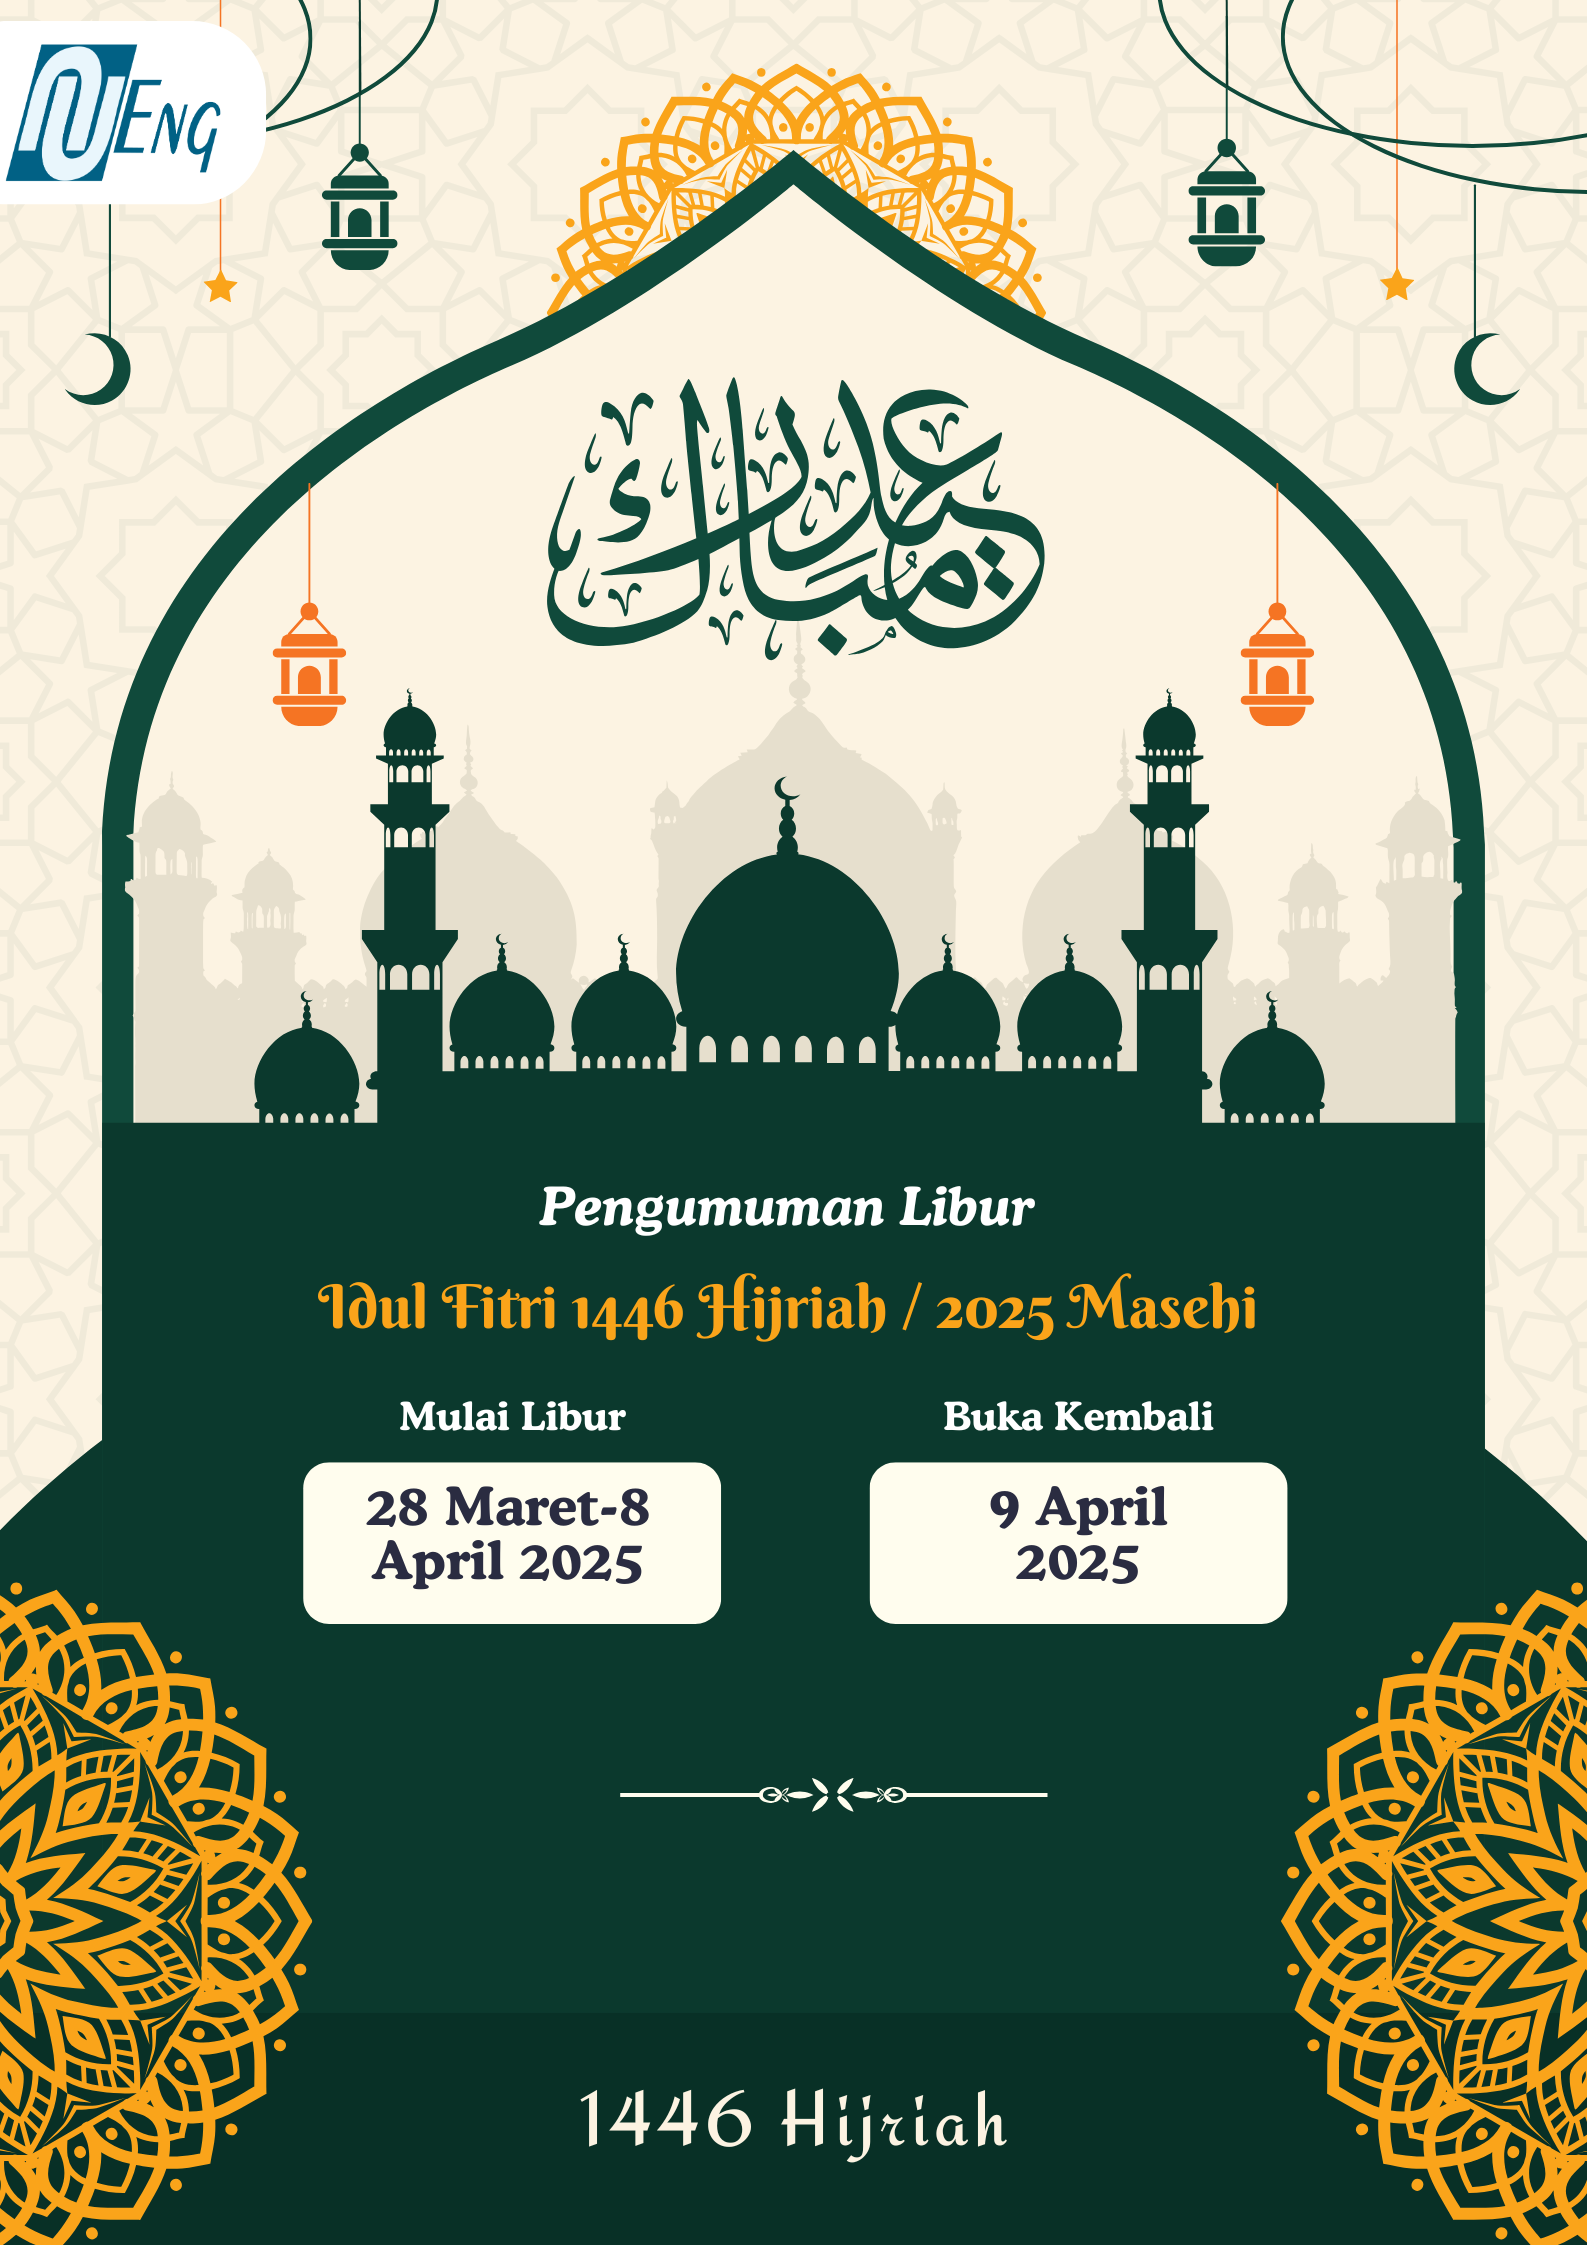 NEng
عيد مبارك
Pengumuman Libur
Idul Fitri 1446 Hijriah / 2025 Masehi
Mulai Libur
Buka Kembali
28 Maret-8
April 2025
9 April
2025
1446 Hijriah